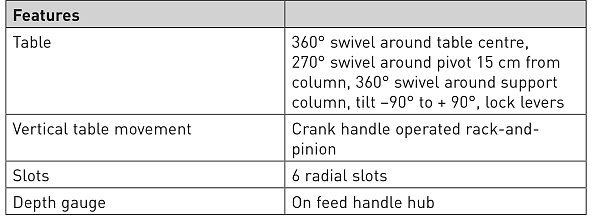 Features
Table
360° swivel around table centre,
270° swivel around pivot 15 cm from
column, 360° swivel around support
column, tilt –90° to + 90°, lock levers
Vertical table movement
Crank handle operated rack-and-
pinion
Slots
6 radial slots
Depth gauge
On feed handle hub